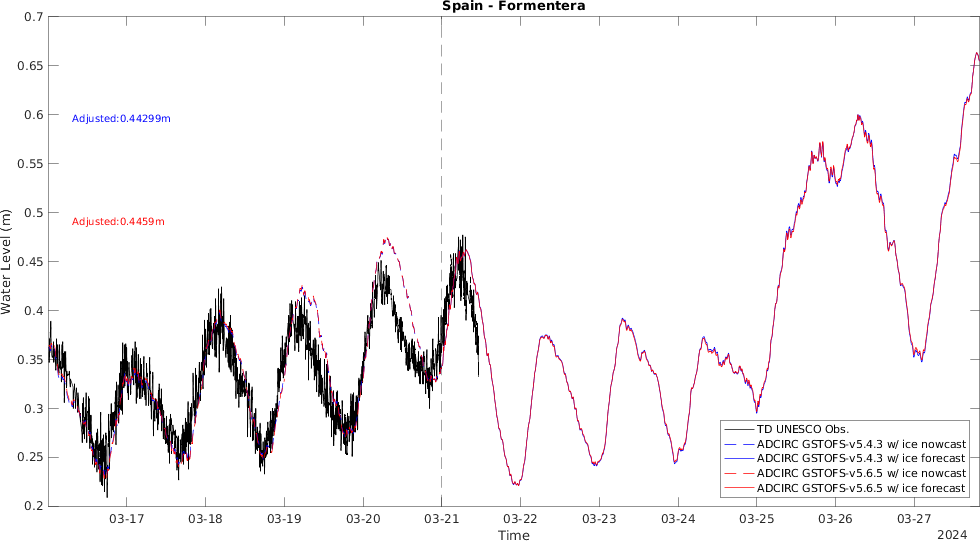 Spain - Formentera
0.7
0.65
0.6
0.55
0.5
0.45
0.4
0.35
0.3
0.25
0.2
Water Level (m)
Adjusted:0.44299m
Adjusted:0.4459m
TD UNESCO Obs.
ADCIRC GSTOFS-v5.4.3 w/ ice nowcast
ADCIRC GSTOFS-v5.4.3 w/ ice forecast
ADCIRC GSTOFS-v5.6.5 w/ ice nowcast
ADCIRC GSTOFS-v5.6.5 w/ ice forecast
03-17 03-18 03-19 03-20 03-21 03-22 03-23 03-24 03-25 03-26 03-27
Time
2024